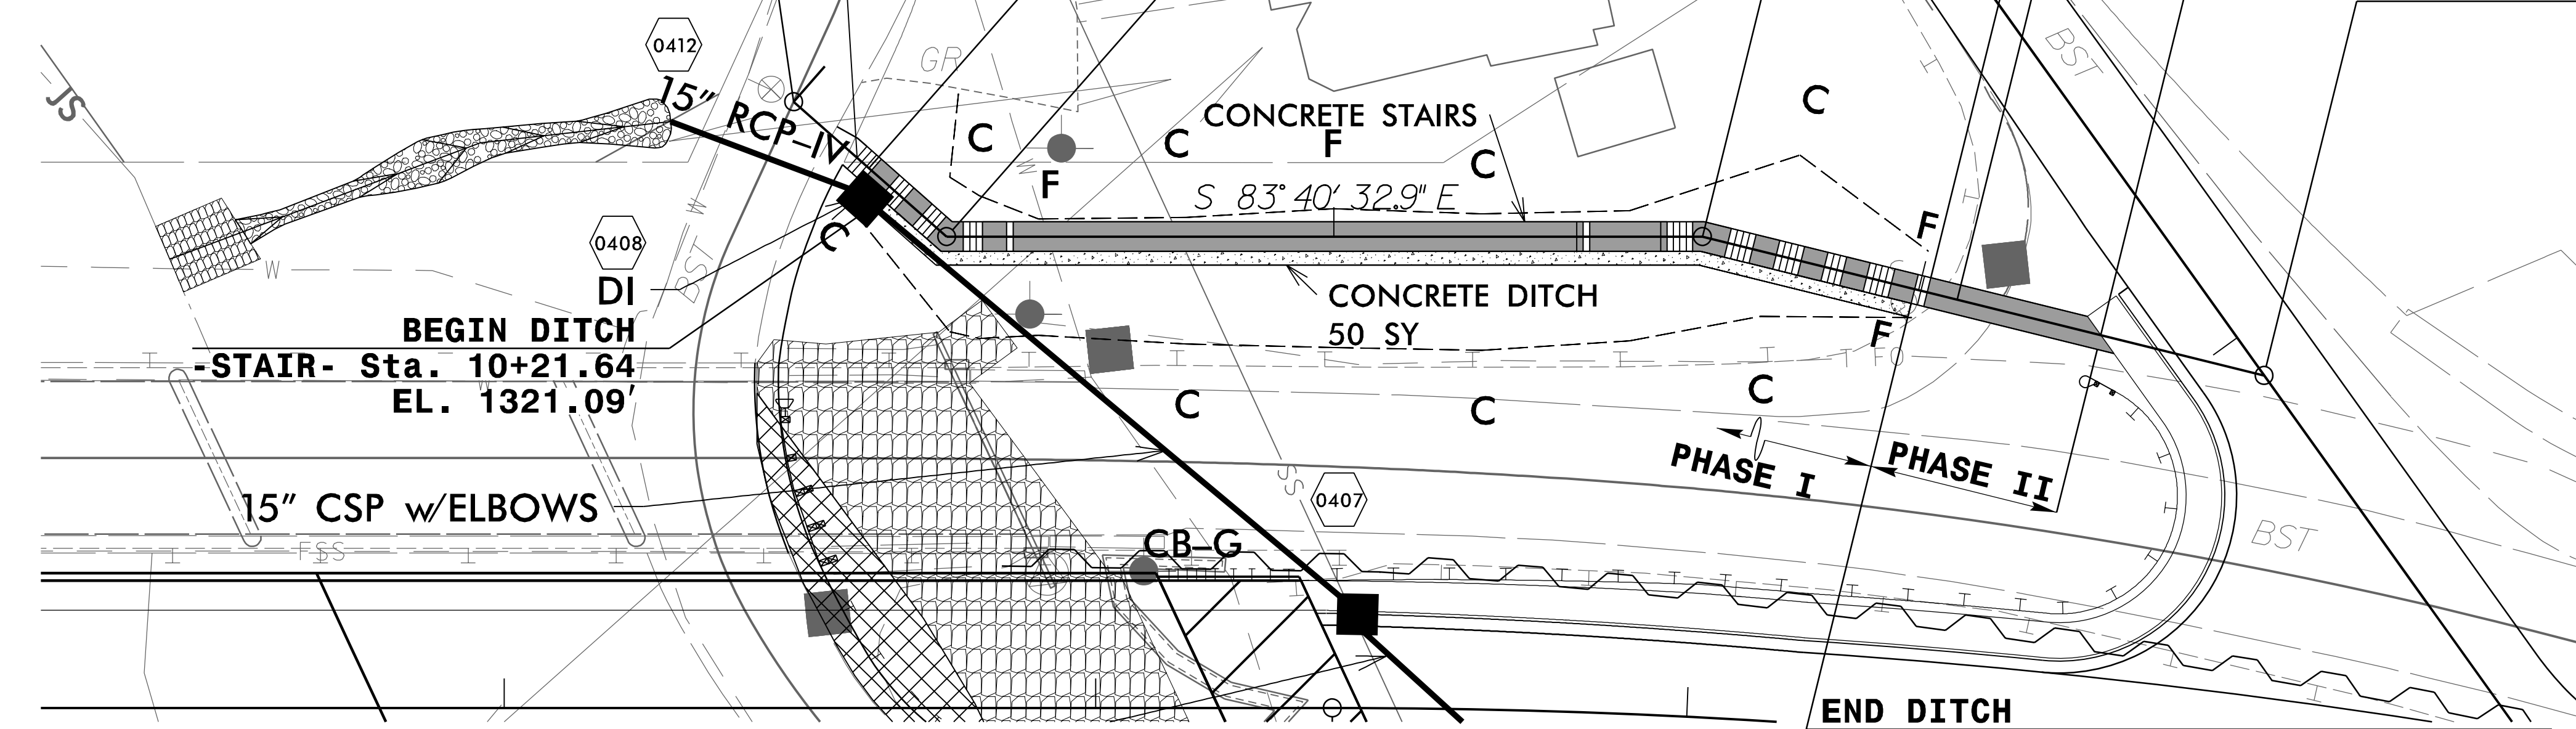 0412
JS
15" RCP-IV
GR
BST
C
CONCRETE STAIRS
C
C
F
C
F
S 83° 40' 32.9" E
W
W
W
0408
BST
C
F
DI
BEGIN DITCH
-STAIR- Sta. 10+21.64
EL. 1321.09'
CONCRETE DITCH
50 SY
F
FO
C
C
C
PHASE I
PHASE II
15" CSP w/ELBOWS
SS
0407
FSS
CB-G
BST
END DITCH